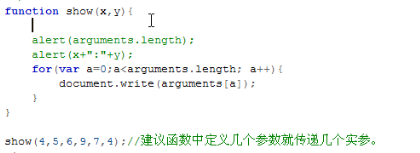 function show(x,y){
alert(arguments.length);
alert(x+":"+y);
for(var a=0;a<arguments.length; a++){
document.write(arguments[a]);
}
}
show(4,5,6,9,7,4);//建议函数中定义几个参数就传递几个实参。